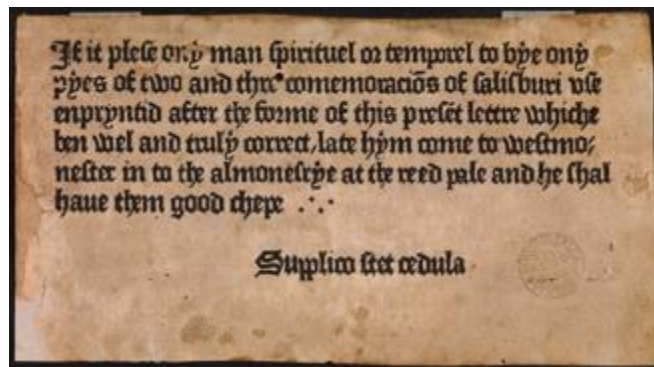 If it plese ony man spirituel or temporel to bye ony
pyes of two and thre comemoraciōs of salisburi vse
enpryntid after the forme of this presēt lettre whiche
ben wel and truly correct, late hym come to westmo-
nester in to the almonesrye at the reed pale and he shal
haue them good chepe .·.
Supplico stet cedula